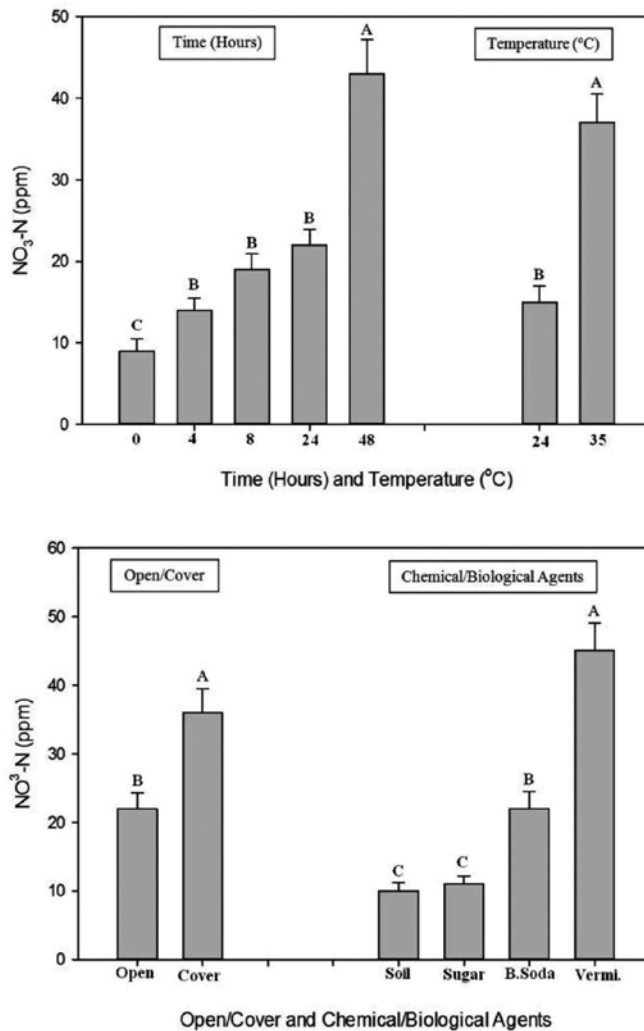 50
Time (Hours)
A
Temperature (°C)
40
A
30
NO₃-N (ppm)
B
20
B
B
B
10
C
0
0 4 8 24 48 24 35
Time (Hours) and Temperature (°C)
60
Open/Cover
Chemical/Biological Agents
50
A
40
A
30
NO³-N (ppm)
B
B
20
10
C
C
0
Open Cover Soil Sugar B.Soda Vermi.
Open/Cover and Chemical/Biological Agents